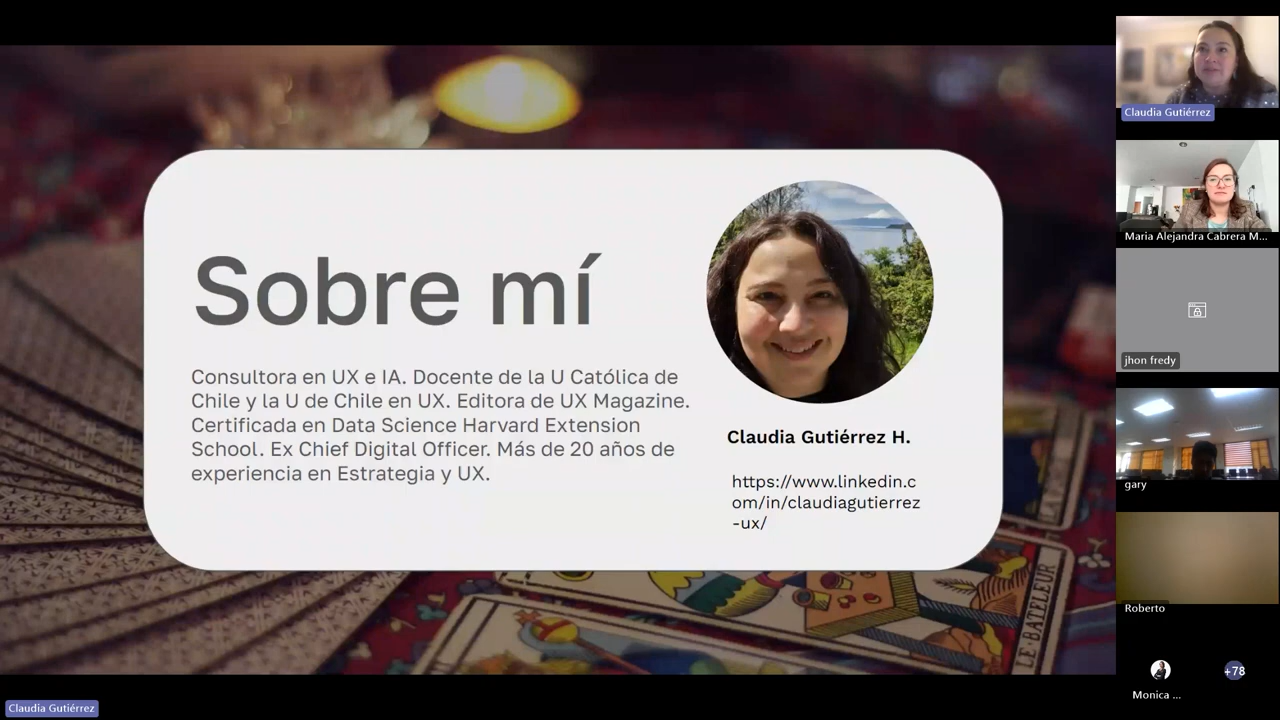 Sobre mí
Consultora en UX e IA. Docente de la U Católica de
Chile y la U de Chile en UX. Editora de UX Magazine.
Certificada en Data Science Harvard Extension
School. Ex Chief Digital Officer. Más de 20 años de
experiencia en Estrategia y UX.
Claudia Gutiérrez H.
https://www.linkedin.c
om/in/claudiagutierrez
-ux/
LE·BATELEUR
Claudia Gutiérrez
Maria Alejandra Cabrera M...
jhon fredy
gary
Roberto
Monica ...
+78
Claudia Gutiérrez